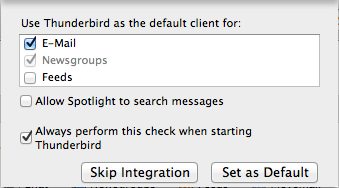 Use Thunderbird as the default client for:
E-Mail
Newsgroups
Feeds
Allow Spotlight to search messages
Always perform this check when starting
Thunderbird
Skip Integration
Set as Default